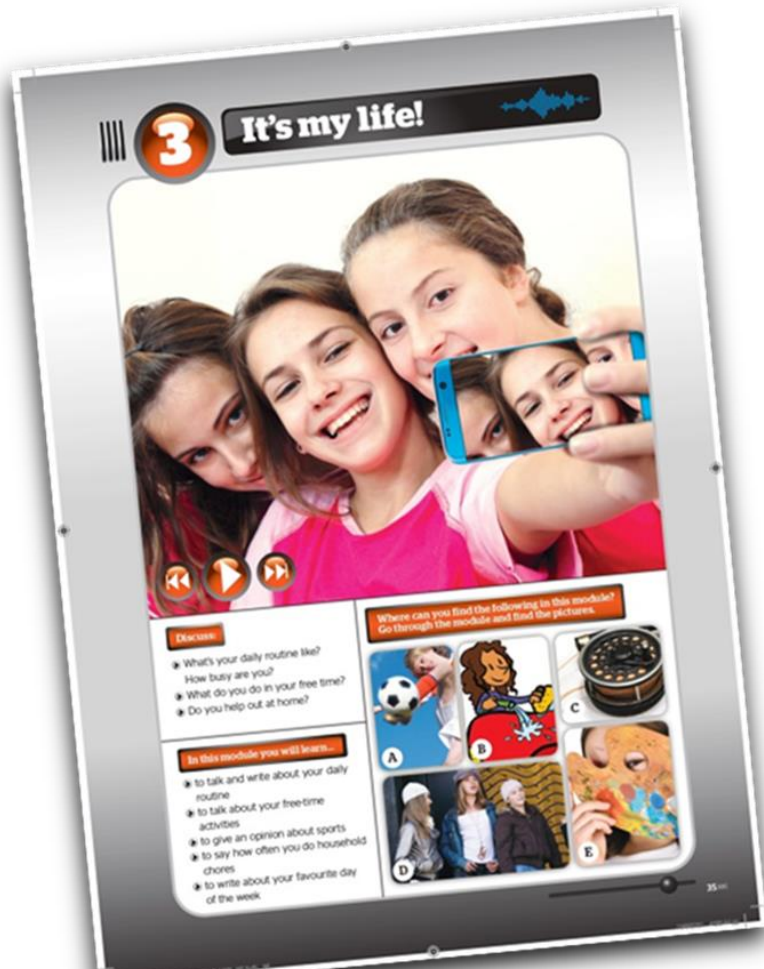 3
It's my life!
Discuss:
What's your daily routine like?
How busy are you?
What do you do in your free time?
Do you help out at home?
In this module you will learn...
to talk and write about your daily
routine
to talk about your free-time
activities
to give an opinion about sports
to say how often you do household
chores
to write about your favourite day
of the week
Where can you find the following in this module?
Go through the module and find the pictures.
A
B
C
D
E
35